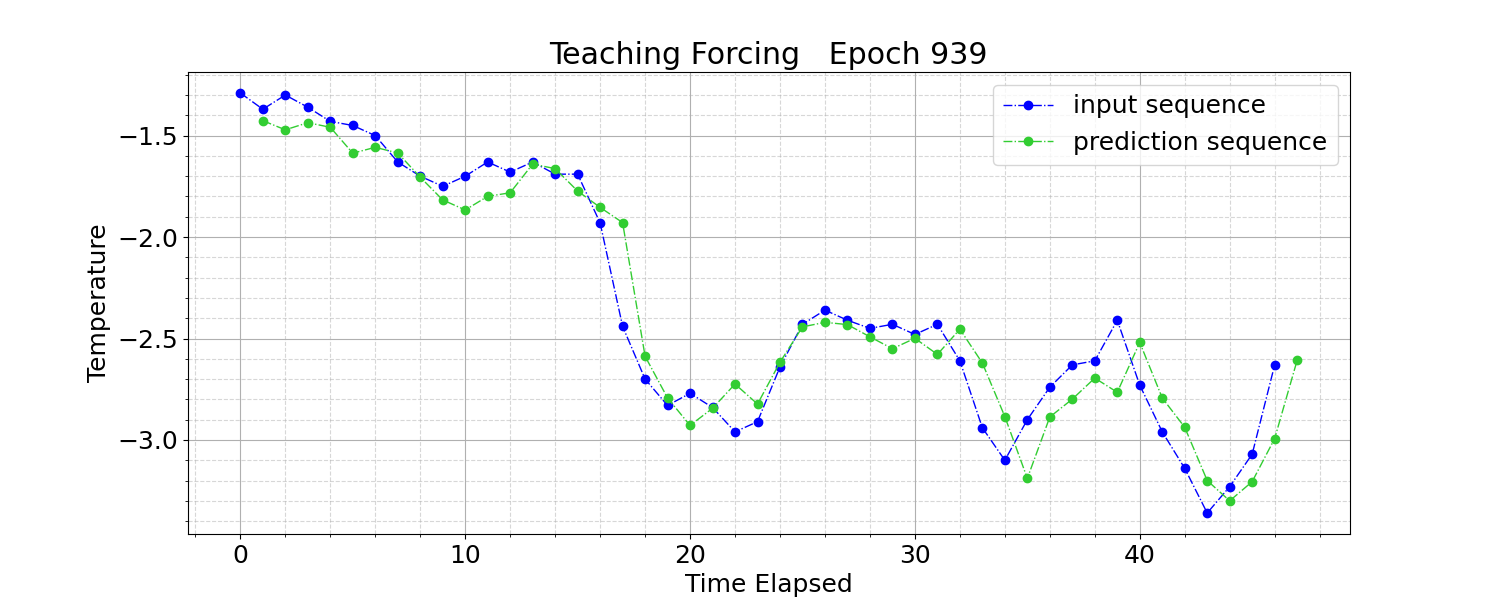 Teaching Forcing   Epoch 939
input sequence
prediction sequence
Temperature
−1.5
−2.0
−2.5
−3.0
0 10 20 30 40
Time Elapsed